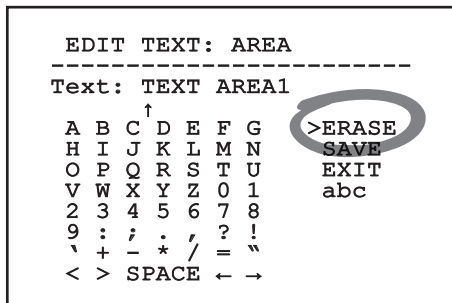 EDIT TEXT: AREA
------------------------
Text: TEXT AREA1
↑
A B C D E F G >ERASE
H I J K L M N SAVE
O P Q R S T U EXIT
V W X Y Z 0 1 abc
2 3 4 5 6 7 8
9 : ; . , ? !
‵ + - * / = ‶
< > SPACE ← →